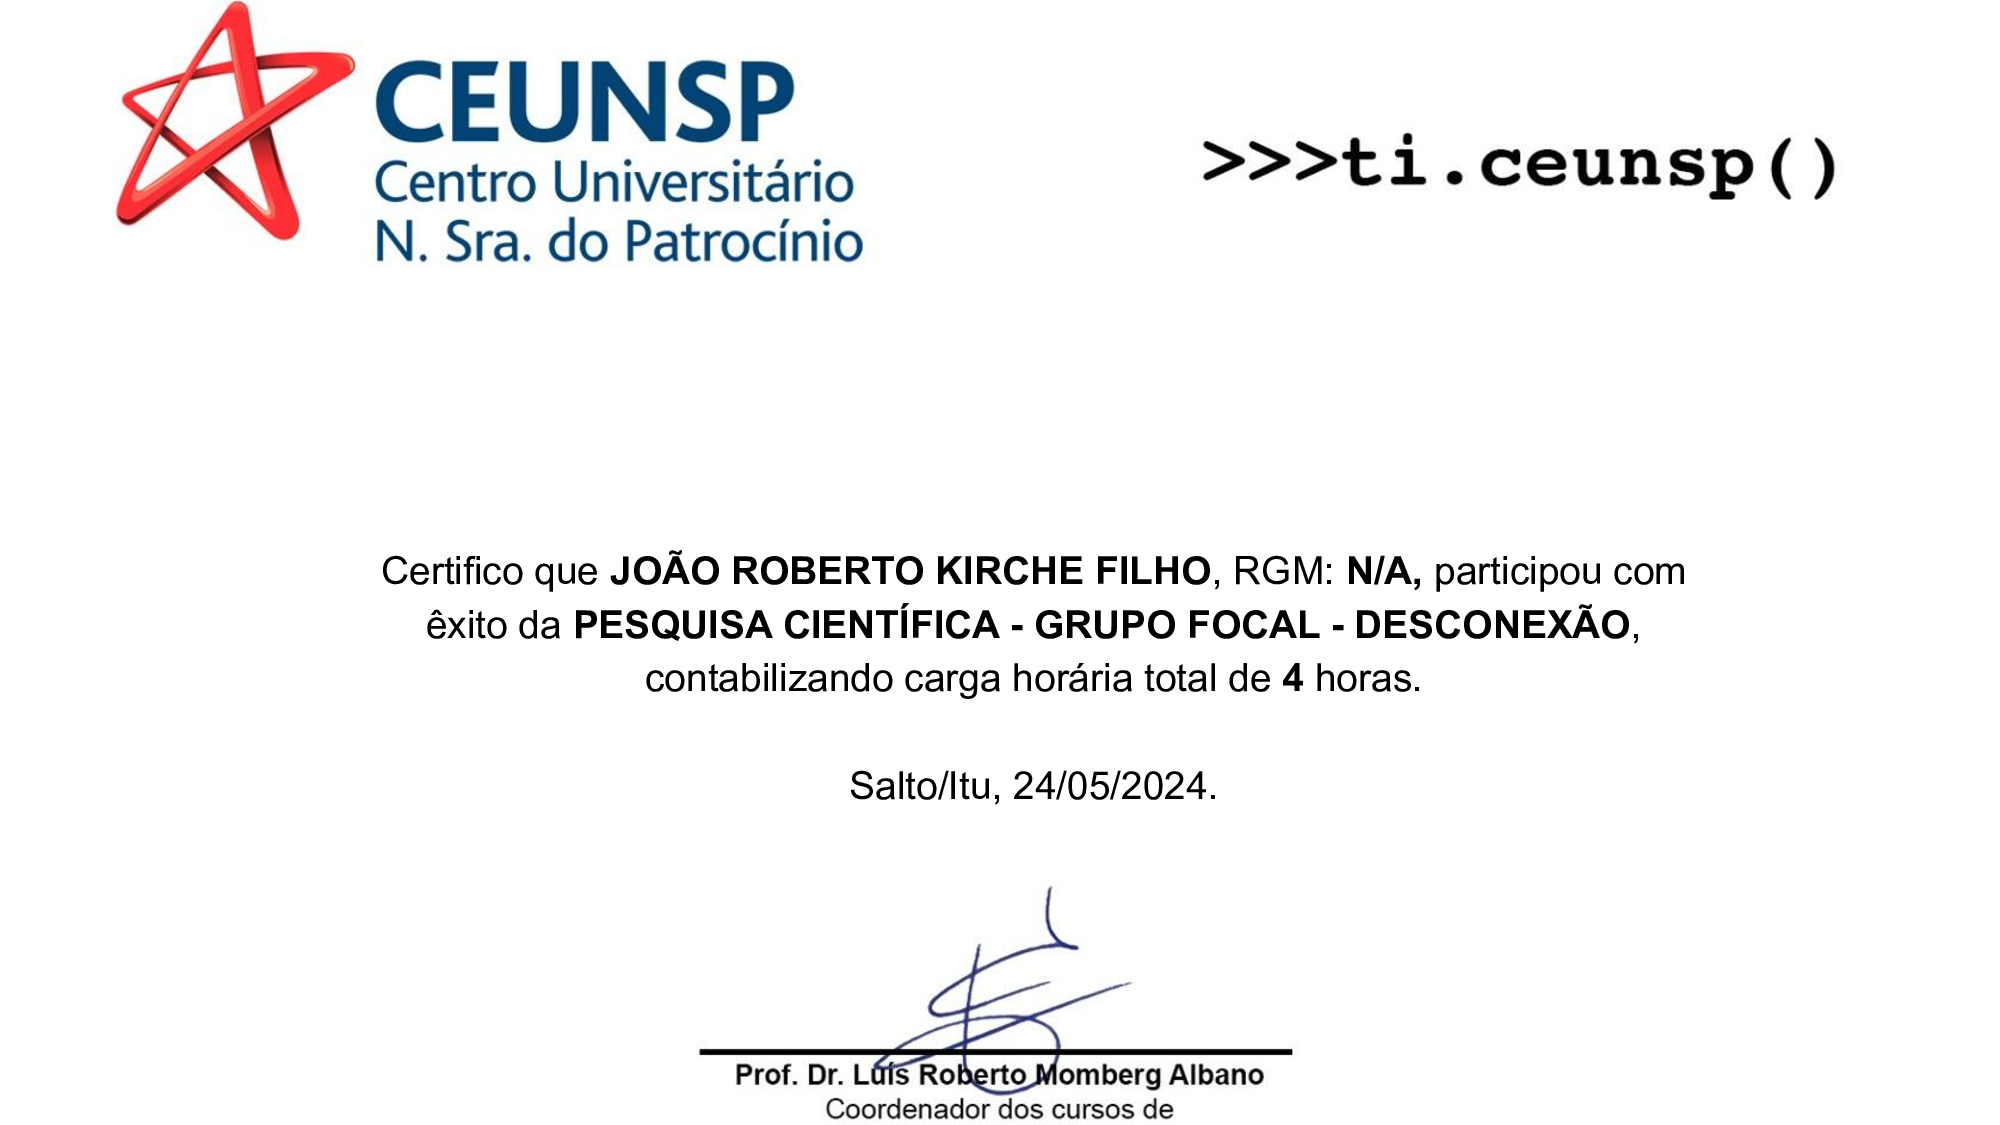 CEUNSP
Centro Universitário
N. Sra. do Patrocínio
>>>ti.ceunsp()
Certifico que JOÃO ROBERTO KIRCHE FILHO, RGM: N/A, participou com
êxito da PESQUISA CIENTÍFICA - GRUPO FOCAL - DESCONEXÃO,
contabilizando carga horária total de 4 horas.
Salto/Itu, 24/05/2024.
Prof. Dr. Luís Roberto Momberg Albano
Coordenador dos cursos de